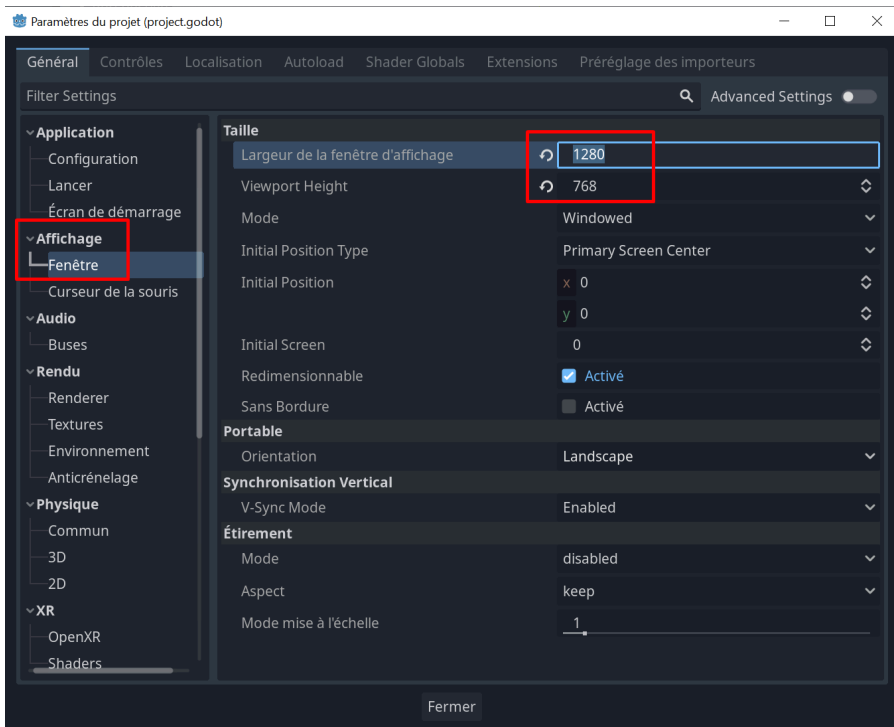 Paramètres du projet (project.godot)
Général Contrôles Localisation Autoload Shader Globals Extensions Préréglage des importeurs
Filter Settings Advanced Settings
Application
Configuration
Lancer
Écran de démarrage
Affichage
Fenêtre
Curseur de la souris
Audio
Buses
Rendu
Renderer
Textures
Environnement
Anticrénelage
Physique
Commun
3D
2D
XR
OpenXR
Shaders
Taille
Largeur de la fenêtre d'affichage 1280
Viewport Height 768
Mode Windowed
Initial Position Type Primary Screen Center
Initial Position x 0
y 0
Initial Screen 0
Redimensionnable Activé
Sans Bordure Activé
Portable
Orientation Landscape
Synchronisation Vertical
V-Sync Mode Enabled
Étirement
Mode disabled
Aspect keep
Mode mise à l'échelle 1
Fermer